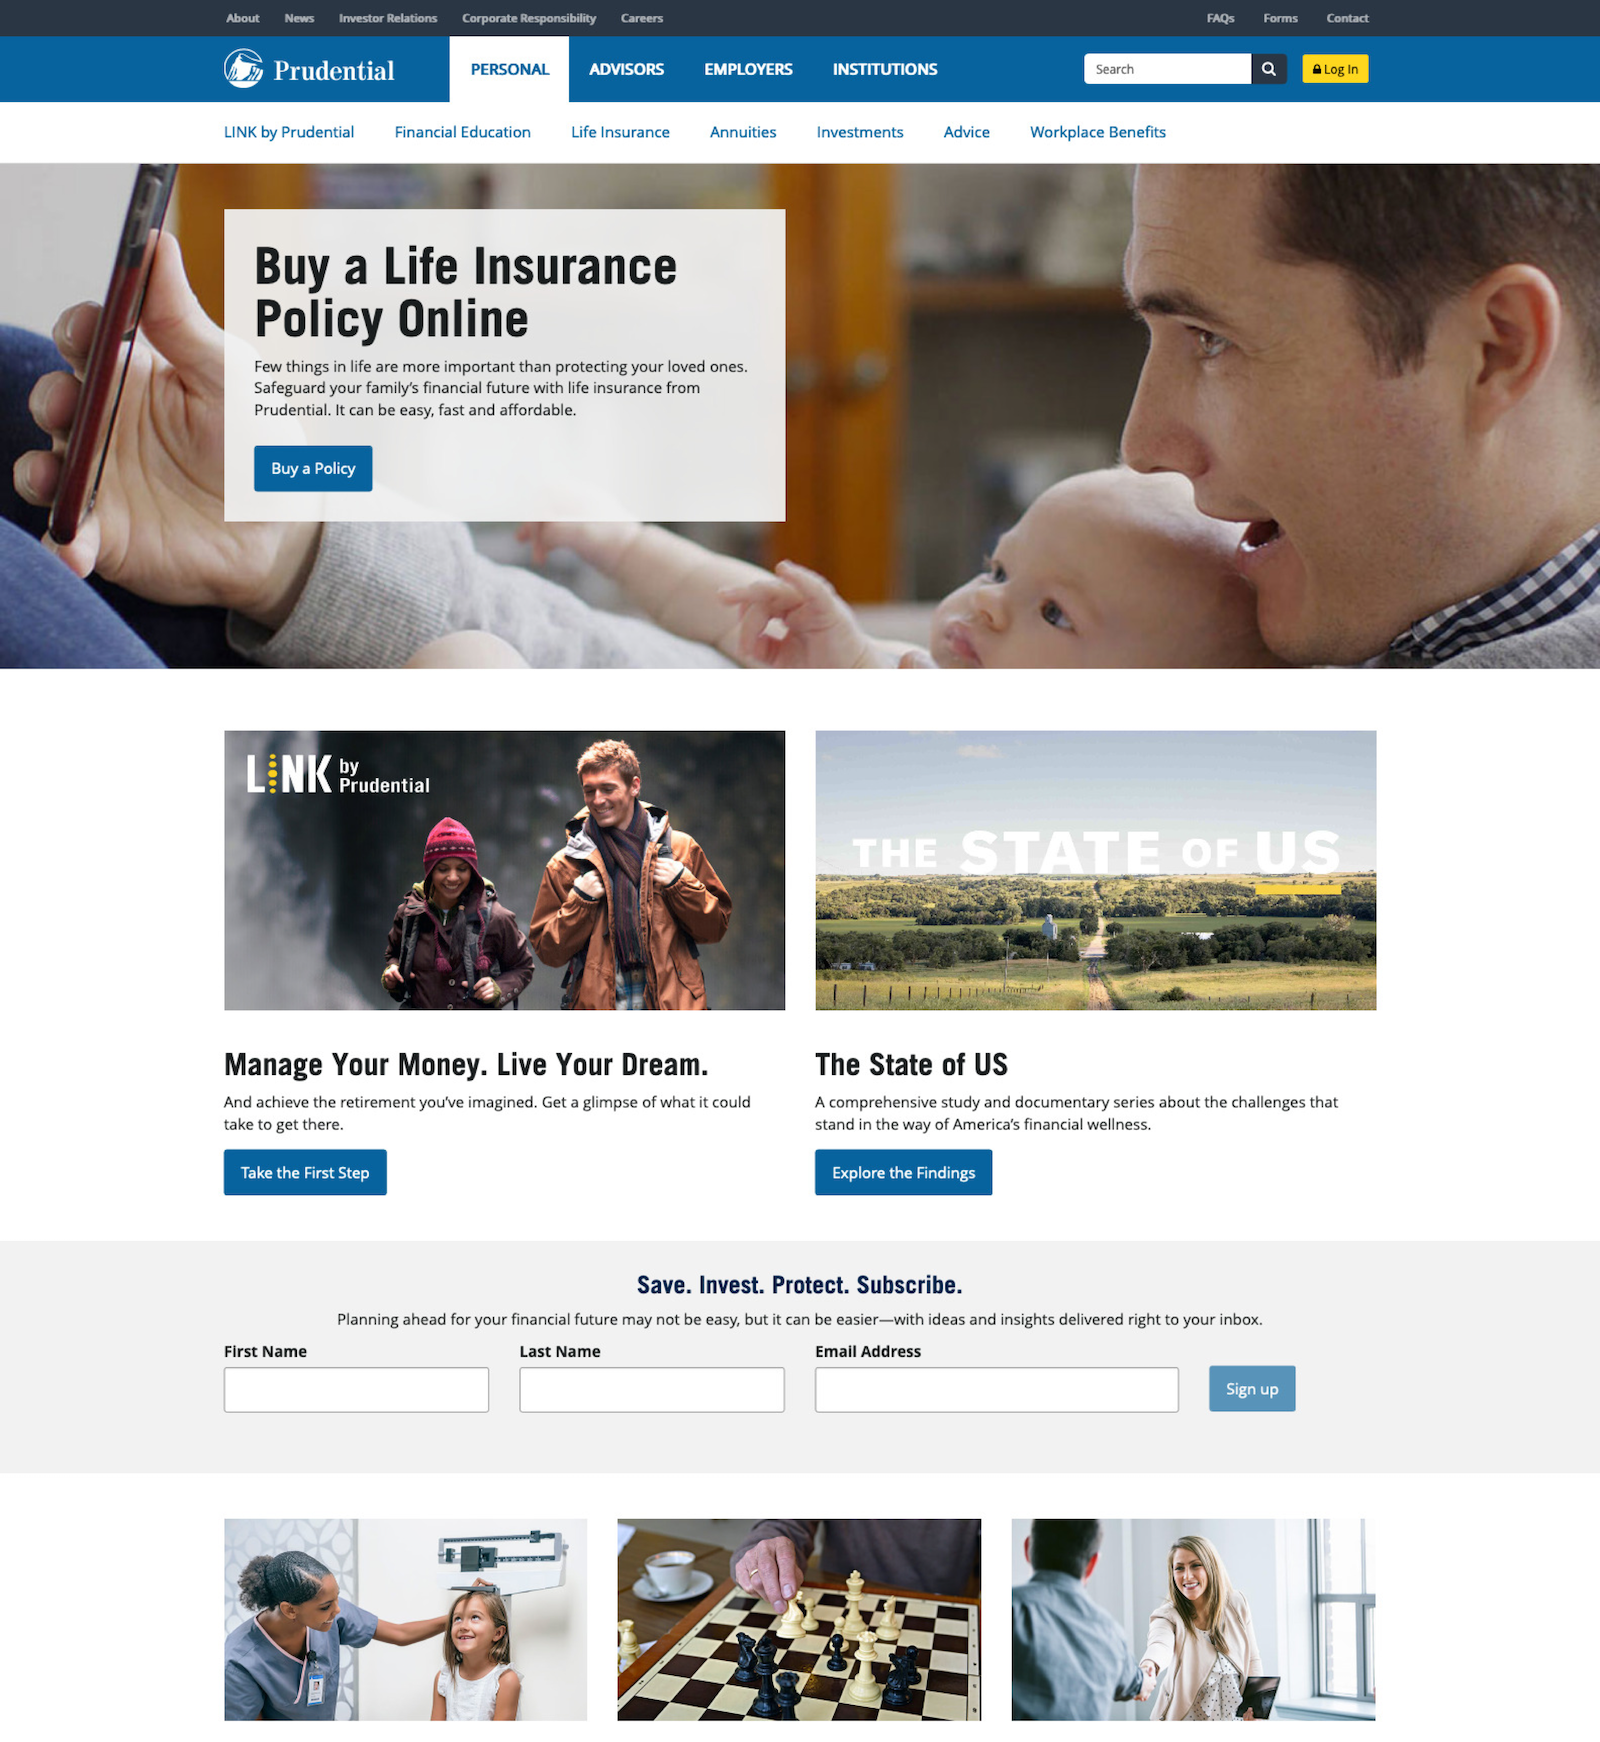 About News Investor Relations Corporate Responsibility Careers FAQs Forms Contact
Prudential PERSONAL ADVISORS EMPLOYERS INSTITUTIONS Search Log In
LINK by Prudential Financial Education Life Insurance Annuities Investments Advice Workplace Benefits
Buy a Life Insurance
Policy Online
Few things in life are more important than protecting your loved ones.
Safeguard your family's financial future with life insurance from
Prudential. It can be easy, fast and affordable.
Buy a Policy
LINK by
Prudential
THE STATE OF US
Manage Your Money. Live Your Dream.
And achieve the retirement you've imagined. Get a glimpse of what it could
take to get there.
Take the First Step
The State of US
A comprehensive study and documentary series about the challenges that
stand in the way of America's financial wellness.
Explore the Findings
Save. Invest. Protect. Subscribe.
Planning ahead for your financial future may not be easy, but it can be easier—with ideas and insights delivered right to your inbox.
First Name Last Name Email Address
Sign up